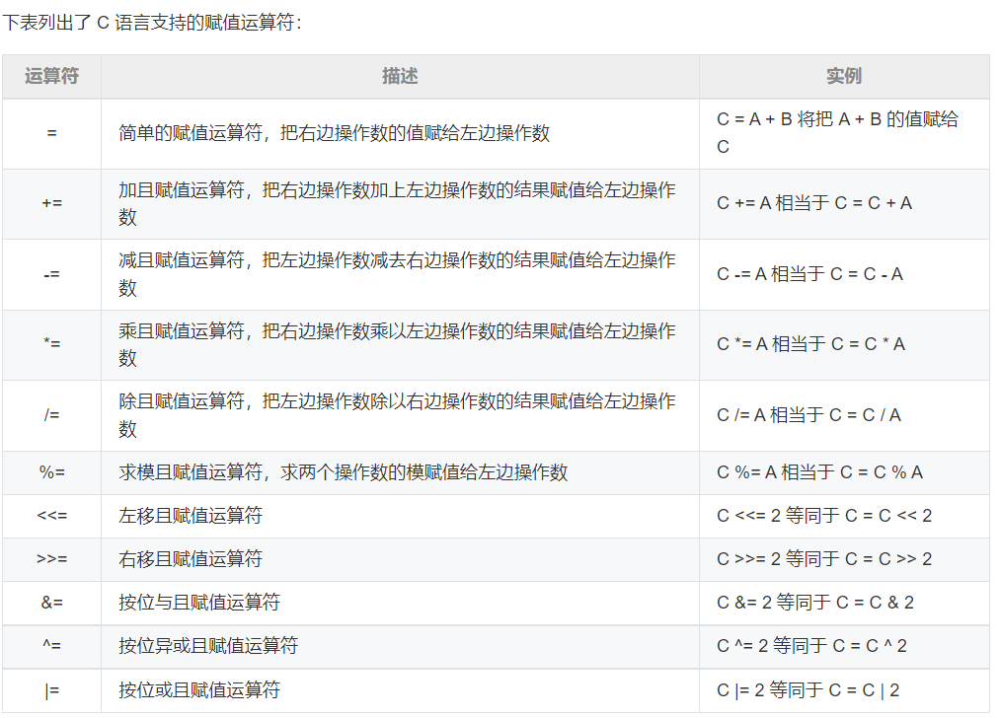 下表列出了 C 语言支持的赋值运算符：
运算符 描述 实例
= 简单的赋值运算符，把右边操作数的值赋给左边操作数 C = A + B 将把 A + B 的值赋给
C
+= 加且赋值运算符，把右边操作数加上左边操作数的结果赋值给左边操作
数 C += A 相当于 C = C + A
-= 减且赋值运算符，把左边操作数减去右边操作数的结果赋值给左边操作
数 C -= A 相当于 C = C - A
*= 乘且赋值运算符，把右边操作数乘以左边操作数的结果赋值给左边操作
数 C *= A 相当于 C = C * A
/= 除且赋值运算符，把左边操作数除以右边操作数的结果赋值给左边操作
数 C /= A 相当于 C = C / A
%= 求模且赋值运算符，求两个操作数的模赋值给左边操作数 C %= A 相当于 C = C % A
<<= 左移且赋值运算符 C <<= 2 等同于 C = C << 2
>>= 右移且赋值运算符 C >>= 2 等同于 C = C >> 2
&= 按位与且赋值运算符 C &= 2 等同于 C = C & 2
^= 按位异或且赋值运算符 C ^= 2 等同于 C = C ^ 2
|= 按位或且赋值运算符 C |= 2 等同于 C = C | 2